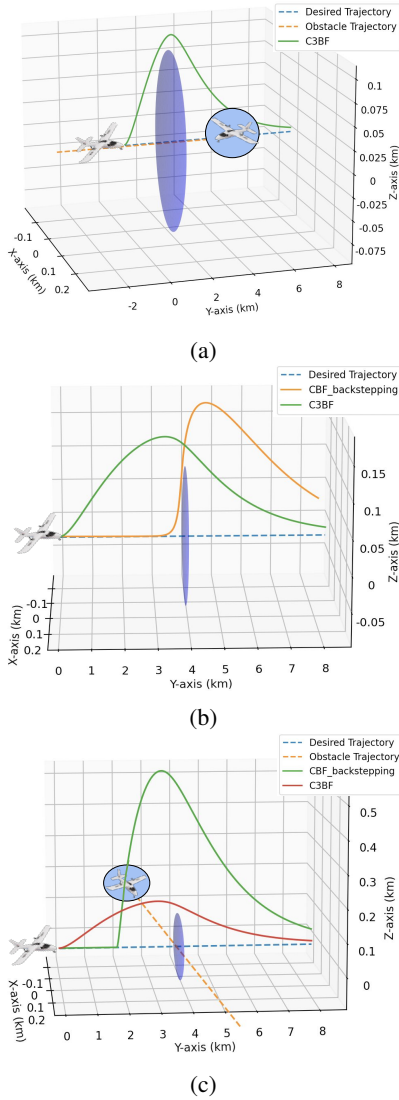 Desired Trajectory
Obstacle Trajectory
C3BF
0.1
0.075
0.05
0.025
0
-0.025
-0.05
-0.075
Z-axis (km)
-0.1
0
0.1
0.2
X-axis (km)
-2
0
2
4
6
8
Y-axis (km)
(a)
Desired Trajectory
CBF_backstepping
C3BF
0.15
0.1
0.05
0
-0.05
Z-axis (km)
-0.1
0
0.1
0.2
X-axis (km)
0
1
2
3
4
5
6
7
8
Y-axis (km)
(b)
Desired Trajectory
Obstacle Trajectory
CBF_backstepping
C3BF
0.5
0.4
0.3
0.2
0.1
0
Z-axis (km)
-0.1
0
0.1
0.2
X-axis (km)
0
1
2
3
4
5
6
7
8
Y-axis (km)
(c)